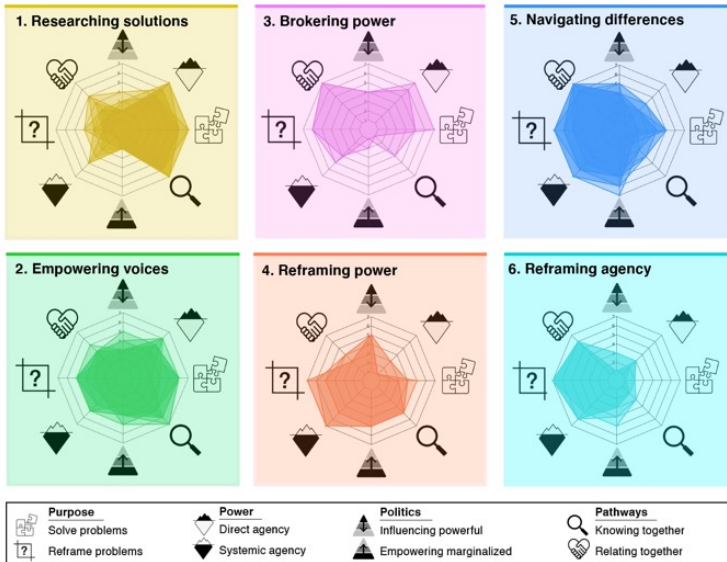 1. Researching solutions
3. Brokering power
5. Navigating differences
?
?
?
2. Empowering voices
4. Reframing power
6. Reframing agency
?
?
?
Purpose
Power
Politics
Pathways
Solve problems
Direct agency
Influencing powerful
Knowing together
?
Reframe problems
Systemic agency
Empowering marginalized
Relating together